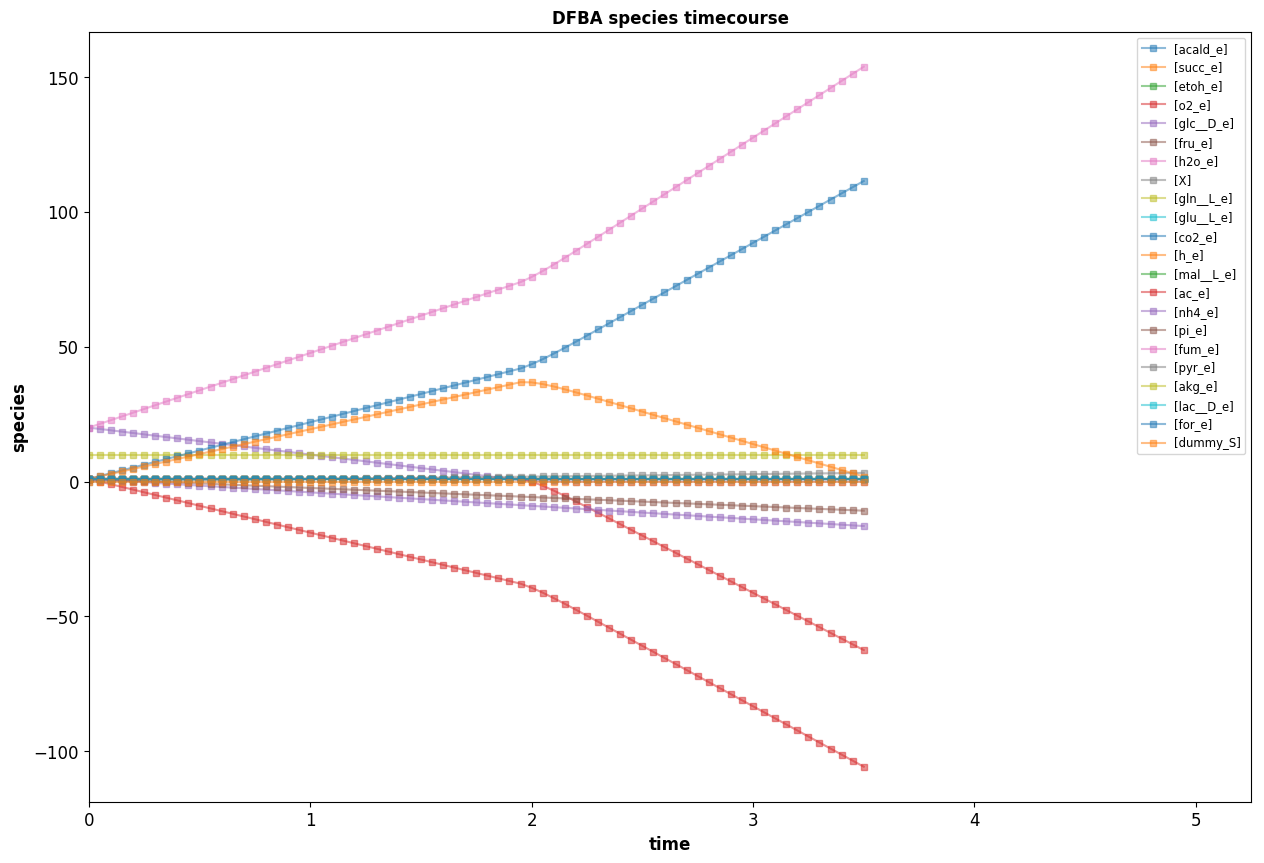 DFBA species timecourse
species
150
100
50
0
−50
−100
0 1 2 3 4 5
time
[acald_e]
[succ_e]
[etoh_e]
[o2_e]
[glc__D_e]
[fru_e]
[h2o_e]
[X]
[gln__L_e]
[glu__L_e]
[co2_e]
[h_e]
[mal__L_e]
[ac_e]
[nh4_e]
[pi_e]
[fum_e]
[pyr_e]
[akg_e]
[lac__D_e]
[for_e]
[dummy_S]